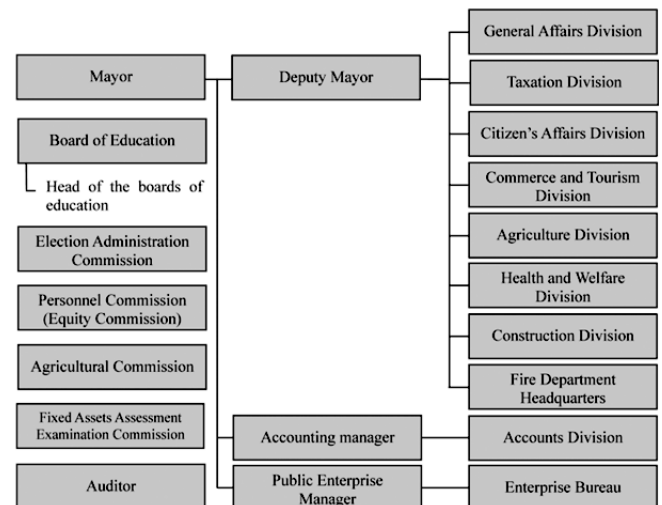 Mayor
Board of Education
Head of the boards of
education
Election Administration
Commission
Personnel Commission
(Equity Commission)
Agricultural Commission
Fixed Assets Assessment
Examination Commission
Auditor
Deputy Mayor
Accounting manager
Public Enterprise
Manager
General Affairs Division
Taxation Division
Citizen’s Affairs Division
Commerce and Tourism
Division
Agriculture Division
Health and Welfare
Division
Construction Division
Fire Department
Headquarters
Accounts Division
Enterprise Bureau